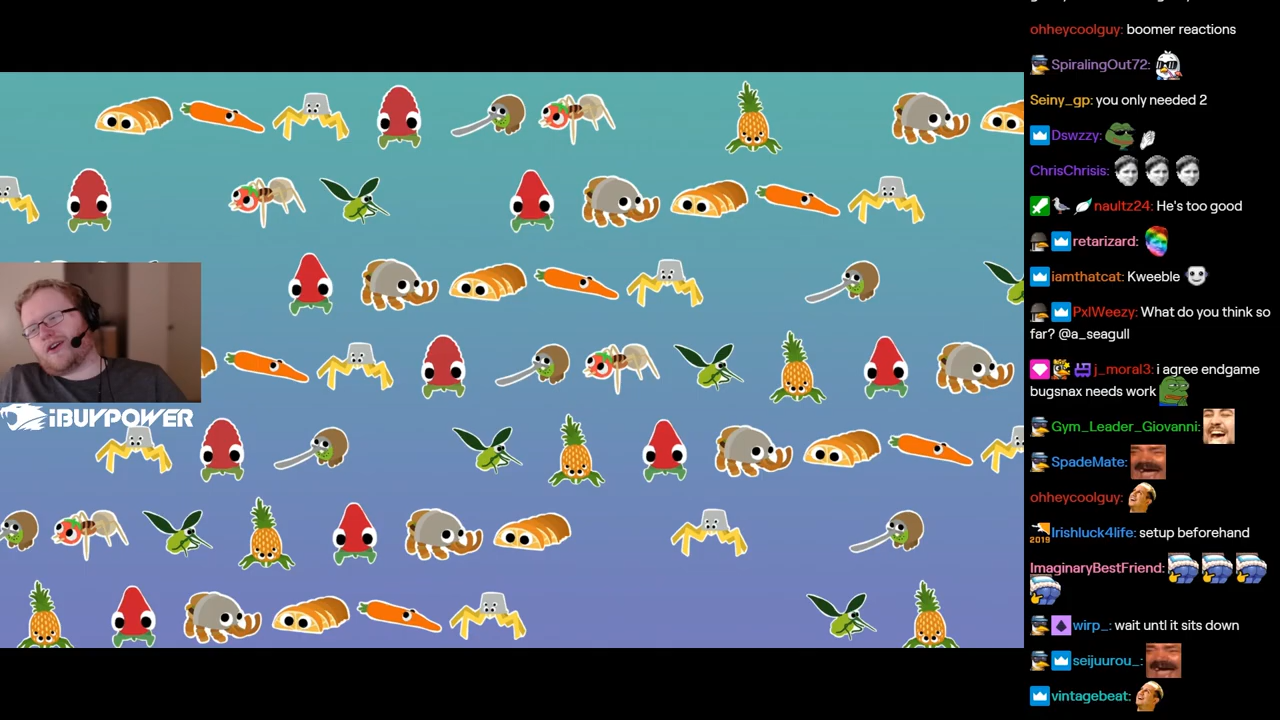 ohheycoolguy: boomer reactions
SpiralingOut72:
Seiny_gp: you only needed 2
Dswzzy:
ChrisChrisis:
naultz24: He's too good
retarizard:
iamthatcat: Kweeble
PxlWeezy: What do you think so
far? @a_seagull
j_moral3: i agree endgame
bugsnax needs work
Gym_Leader_Giovanni:
SpadeMate:
iBUYPOWER
ohheycoolguy:
2019 Irishluck4life: setup beforehand
ImaginaryBestFriend:
wirp_: wait untl it sits down
seijuurou_:
vintagebeat: